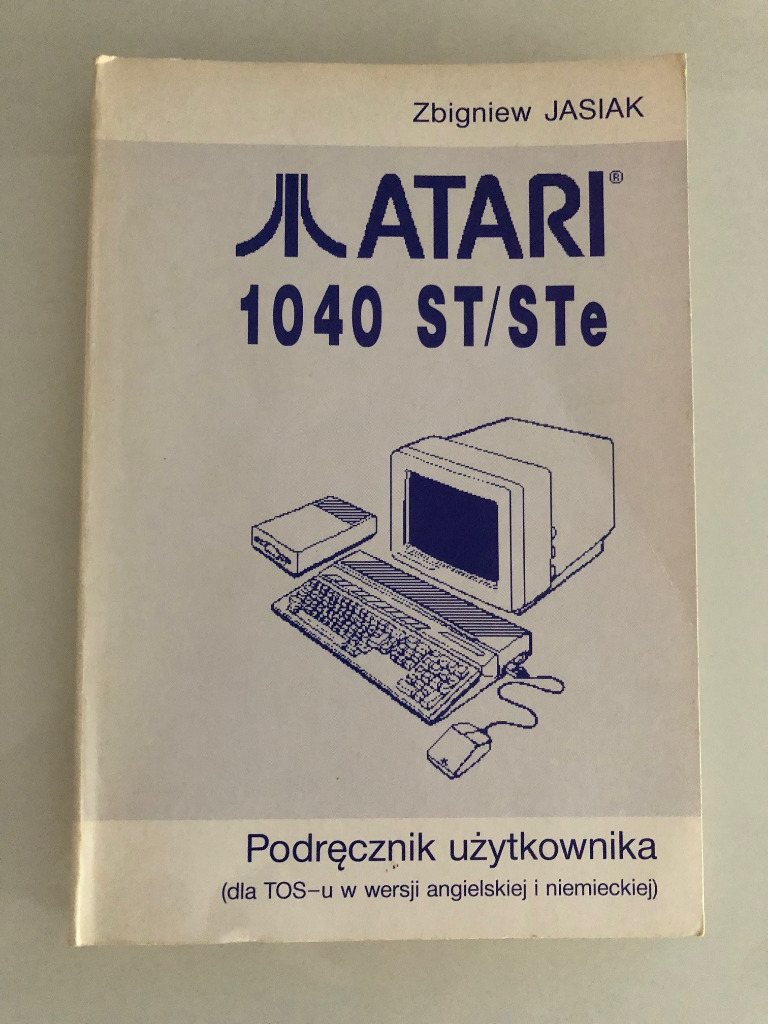 Zbigniew JASIAK
ATARI®
1040 ST/STe
Podręcznik użytkownika
(dla TOS-u w wersji angielskiej i niemieckiej)